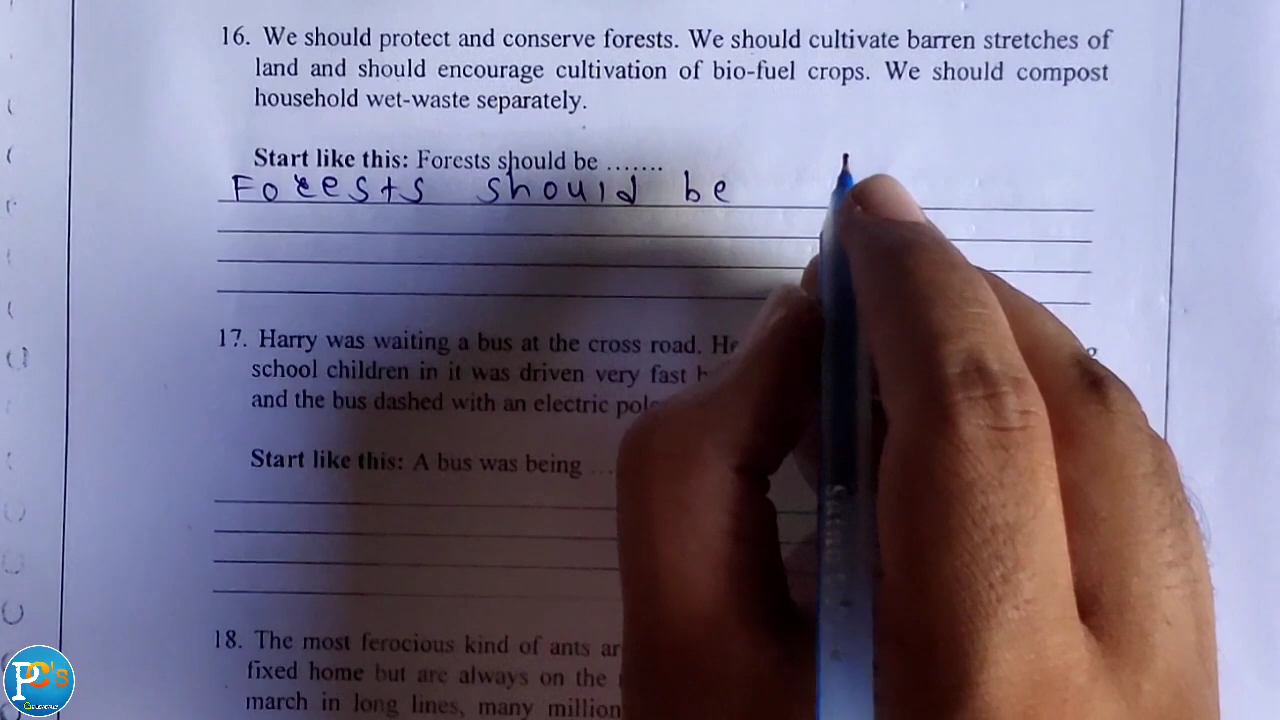 16. We should protect and conserve forests. We should cultivate barren stretches of
land and should encourage cultivation of bio-fuel crops. We should compost
household wet-waste separately.
Start like this: Forests should be .......
Forests should be
17. Harry was waiting a bus at the cross road. He
school children in it was driven very fast
and the bus dashed with an electric pole
Start like this: A bus was being ...
18. The most ferocious kind of ants
fixed home but are always on the
march in long lines, many million
PC's